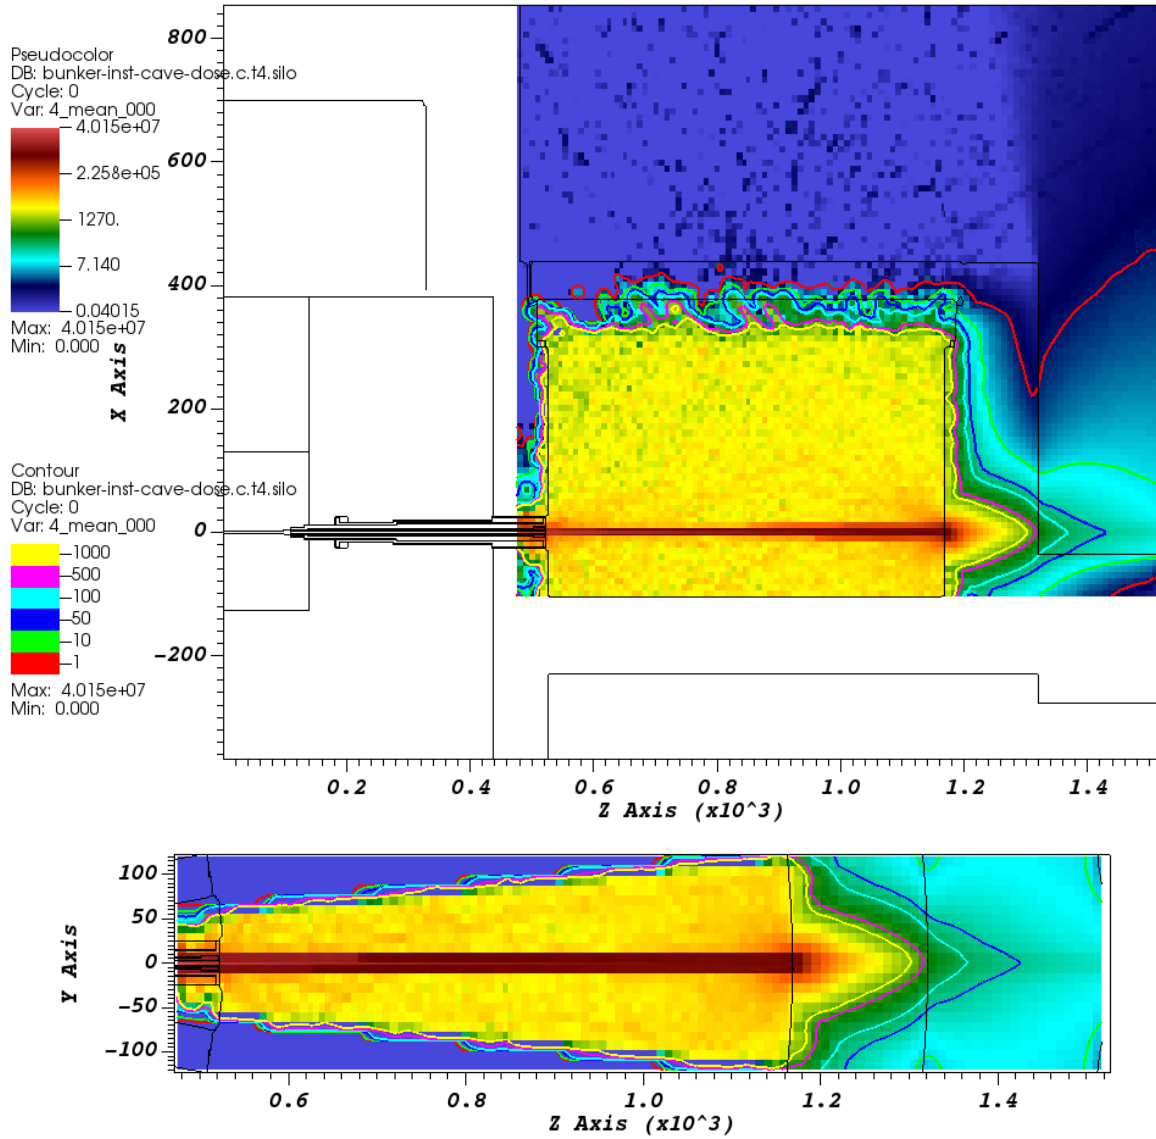 Pseudocolor
DB: bunker-inst-cave-dose.c.t4.silo
Cycle: 0
Var: 4_mean_000
4.015e+07
2.258e+05
1270.
7.140
0.04015
Max: 4.015e+07
Min: 0.000
Contour
DB: bunker-inst-cave-dose.c.t4.silo
Cycle: 0
Var: 4_mean_000
1000
500
100
50
10
1
Max: 4.015e+07
Min: 0.000
X Axis
800
600
400
200
0
-200
0.2 0.4 0.6 0.8 1.0 1.2 1.4
Z Axis (x10^3)
Y Axis
100
50
0
-50
-100
0.6 0.8 1.0 1.2 1.4
Z Axis (x10^3)